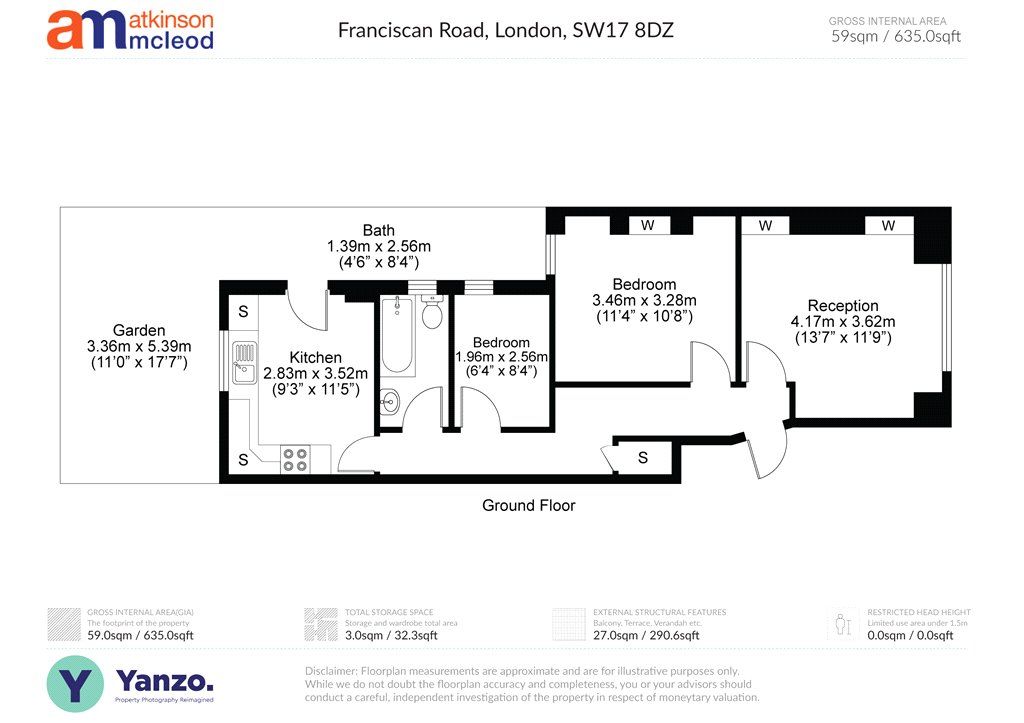 am atkinson
mcleod
Franciscan Road, London, SW17 8DZ
GROSS INTERNAL AREA
59sqm / 635.0sqft
Bath
1.39m x 2.56m
(4'6" x 8'4")
W
W
W
Bedroom
3.46m x 3.28m
(11'4" x 10'8")
Reception
4.17m x 3.62m
(13'7" x 11'9")
Garden
3.36m x 5.39m
(11'0" x 17'7")
S
Kitchen
2.83m x 3.52m
(9'3" x 11'5")
Bedroom
1.96m x 2.56m
(6'4" x 8'4")
S
S
Ground Floor
GROSS INTERNAL AREA(GIA)
The footprint of the property
59.0sqm / 635.0sqft
TOTAL STORAGE SPACE
Storage and wardrobe total area
3.0sqm / 32.3sqft
EXTERNAL STRUCTURAL FEATURES
Balcony, Terrace, Verandah etc.
27.0sqm / 290.6sqft
RESTRICTED HEAD HEIGHT
Limited use area under 1.5m
0.0sqm / 0.0sqft
Y Yanzo.
Property Photography Reimagined
Disclaimer: Floorplan measurements are approximate and are for illustrative purposes only.
While we do not doubt the floorplan accuracy and completeness, you or your advisors should
conduct a careful, independent investigation of the property in respect of moneytary valuation.